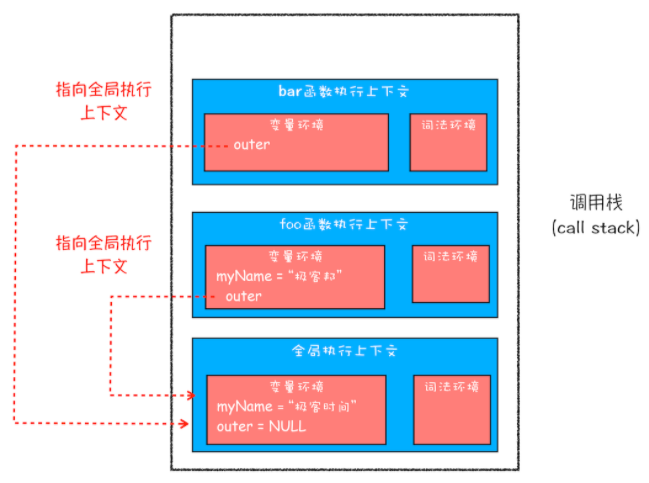 指向全局执行
上下文
bar函数执行上下文
变量环境
outer
词法环境
指向全局执行
上下文
foo函数执行上下文
变量环境
myName = “极客邦”
outer
词法环境
全局执行上下文
变量环境
myName = “极客时间”
outer = NULL
词法环境
调用栈
(call stack)